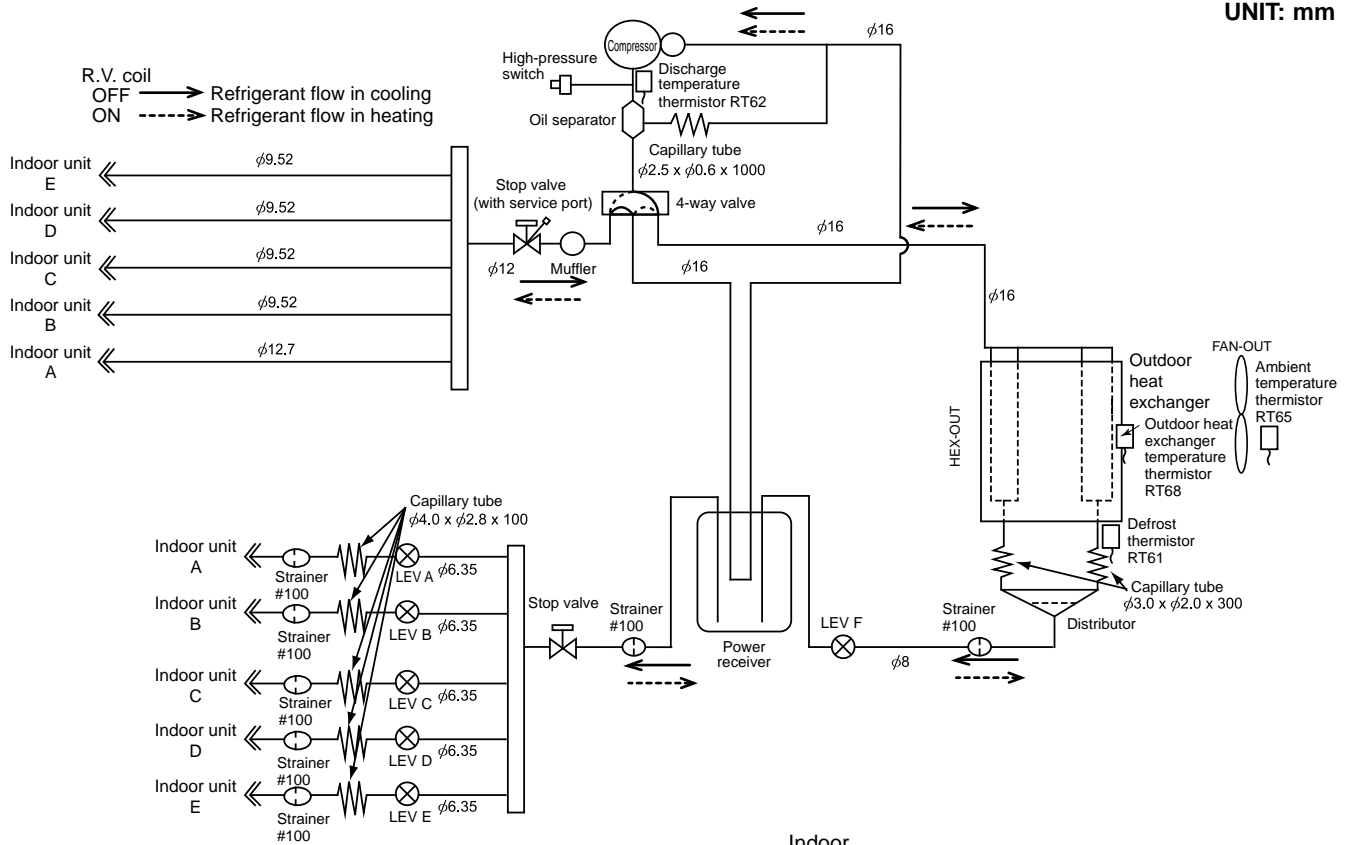 UNIT: mm
R.V. coil
OFF Refrigerant flow in cooling
ON Refrigerant flow in heating
Compressor
ϕ16
High-pressure
switch
Discharge
temperature
thermistor RT62
Oil separator
Capillary tube
ϕ2.5 x ϕ0.6 x 1000
4-way valve
Stop valve
(with service port)
ϕ12
Muffler
ϕ16
ϕ16
ϕ16
Indoor unit
E
ϕ9.52
Indoor unit
D
ϕ9.52
Indoor unit
C
ϕ9.52
Indoor unit
B
ϕ9.52
Indoor unit
A
ϕ12.7
HEX-OUT
Outdoor
heat
exchanger
FAN-OUT
Ambient
temperature
thermistor
RT65
Outdoor heat
exchanger
temperature
thermistor
RT68
Defrost
thermistor
RT61
Capillary tube
ϕ3.0 x ϕ2.0 x 300
Distributor
Strainer
#100
ϕ8
LEV F
Power
receiver
Strainer
#100
Stop valve
Capillary tube
ϕ4.0 x ϕ2.8 x 100
Indoor unit
A
Strainer
#100
LEV A
ϕ6.35
Indoor unit
B
Strainer
#100
LEV B
ϕ6.35
Indoor unit
C
Strainer
#100
LEV C
ϕ6.35
Indoor unit
D
Strainer
#100
LEV D
ϕ6.35
Indoor unit
E
Strainer
#100
LEV E
ϕ6.35
Indoor